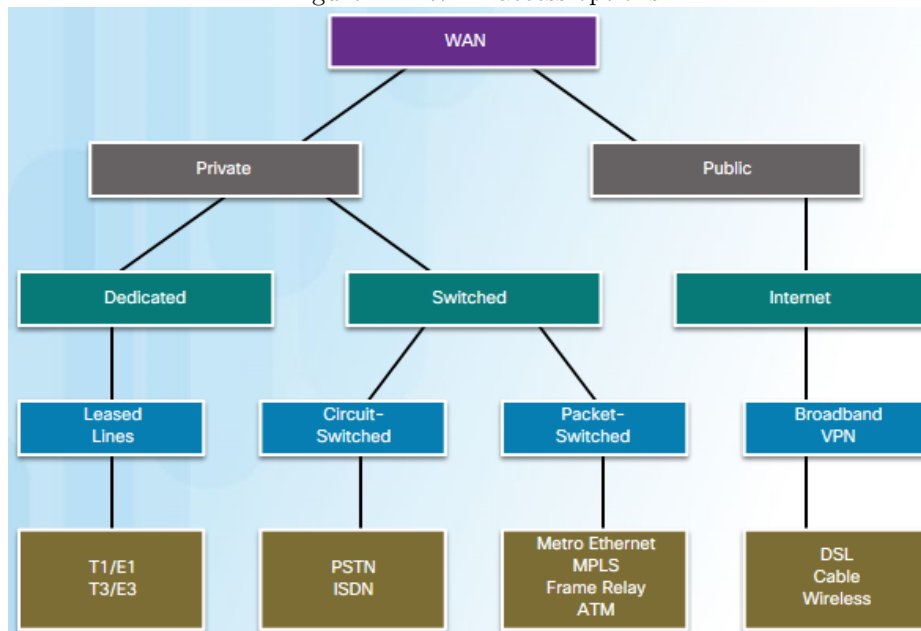 WAN
Private
Public
Dedicated
Switched
Internet
Leased
Lines
Circuit-
Switched
Packet-
Switched
Broadband
VPN
T1/E1
T3/E3
PSTN
ISDN
Metro Ethernet
MPLS
Frame Relay
ATM
DSL
Cable
Wireless